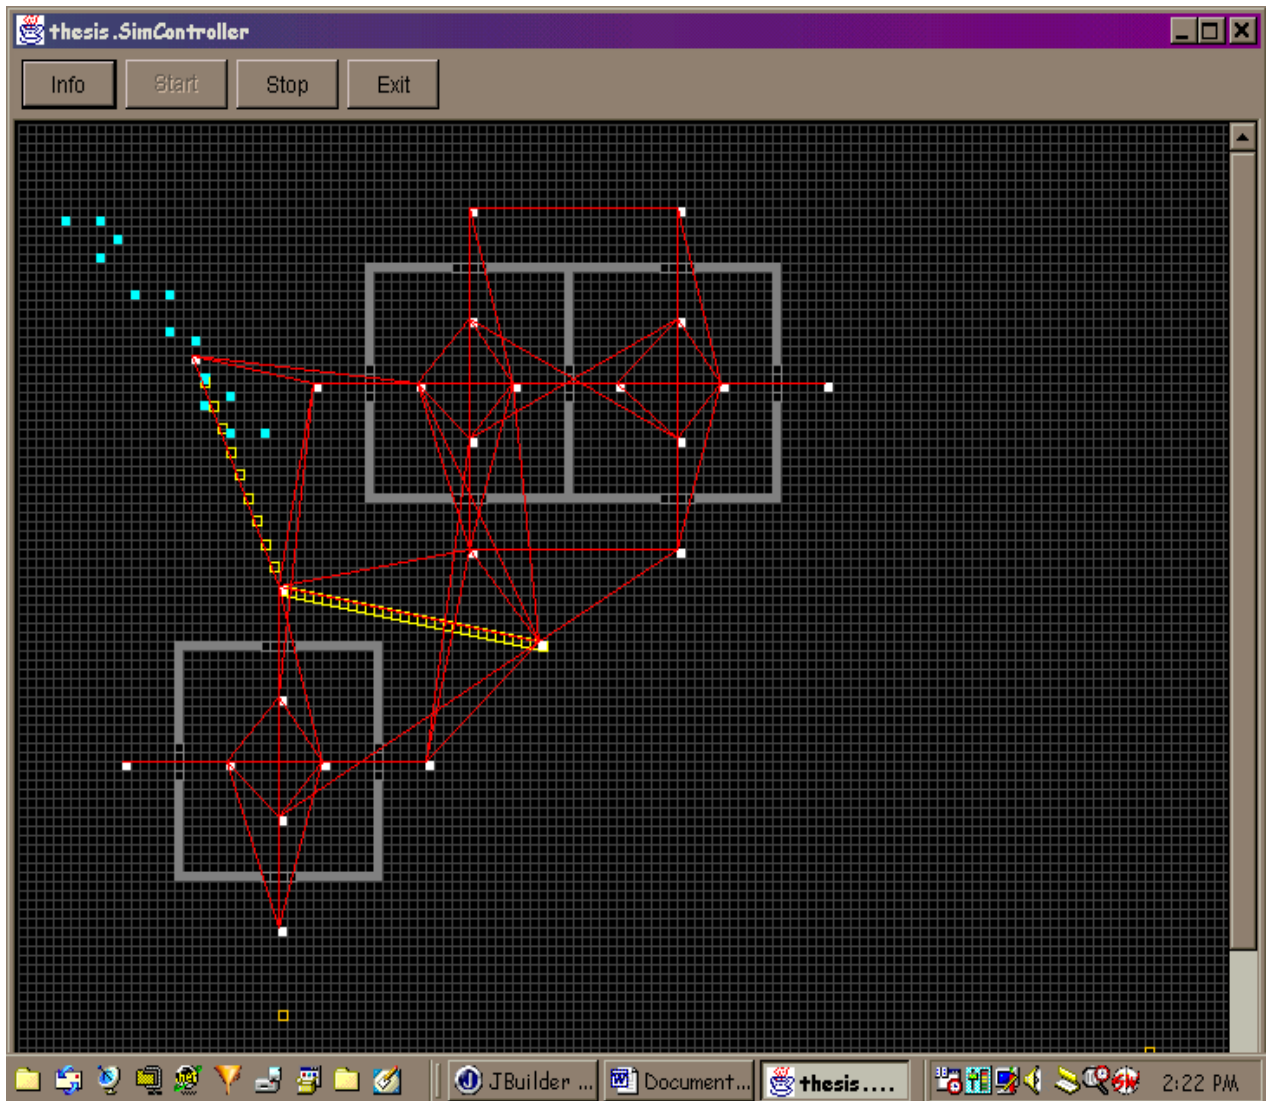 thesis.SimController
Info Start Stop Exit
JBuilder ... Document... thesis.... 2:22 PM